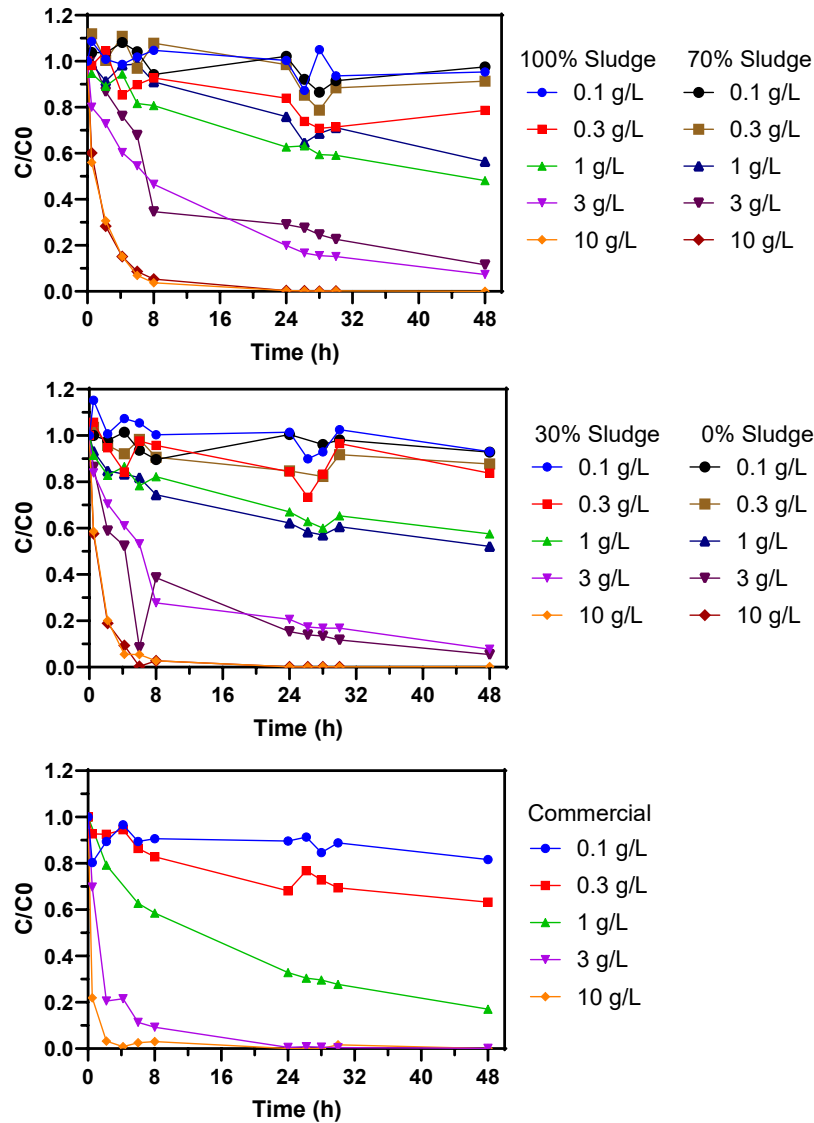 1.2
1.0
0.8
0.6
0.4
0.2
0.0
C/C0
0 8 16 24 32 40 48
Time (h)
100% Sludge 70% Sludge
0.1 g/L 0.1 g/L
0.3 g/L 0.3 g/L
1 g/L 1 g/L
3 g/L 3 g/L
10 g/L 10 g/L
1.2
1.0
0.8
0.6
0.4
0.2
0.0
C/C0
0 8 16 24 32 40 48
Time (h)
30% Sludge 0% Sludge
0.1 g/L 0.1 g/L
0.3 g/L 0.3 g/L
1 g/L 1 g/L
3 g/L 3 g/L
10 g/L 10 g/L
1.2
1.0
0.8
0.6
0.4
0.2
0.0
C/C0
0 8 16 24 32 40 48
Time (h)
Commercial
0.1 g/L
0.3 g/L
1 g/L
3 g/L
10 g/L